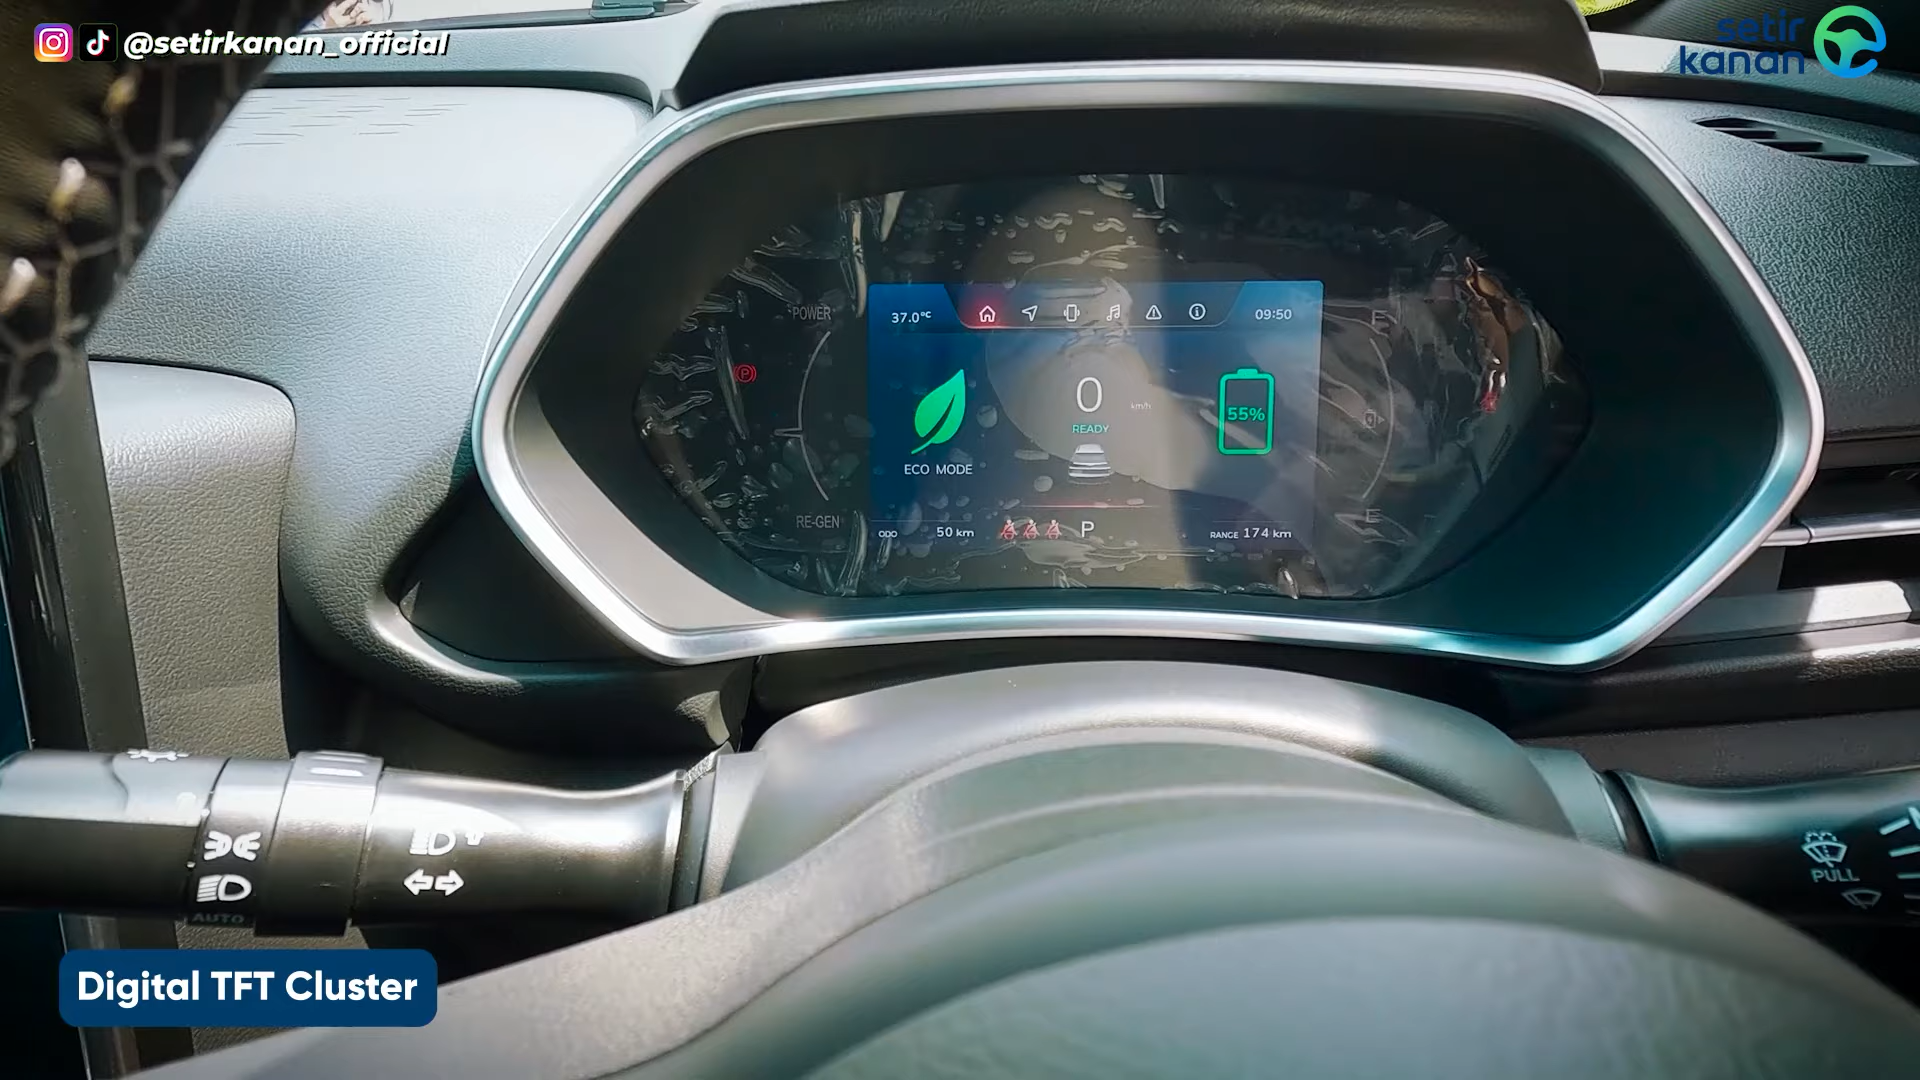 @setirkanan_official
setir
kanan
POWER
37.0°C
09:50
F
0
km/h
55%
READY
ECO MODE
RE-GEN
E
ODO 50 km
P
RANGE 174 km
PULL
AUTO
Digital TFT Cluster